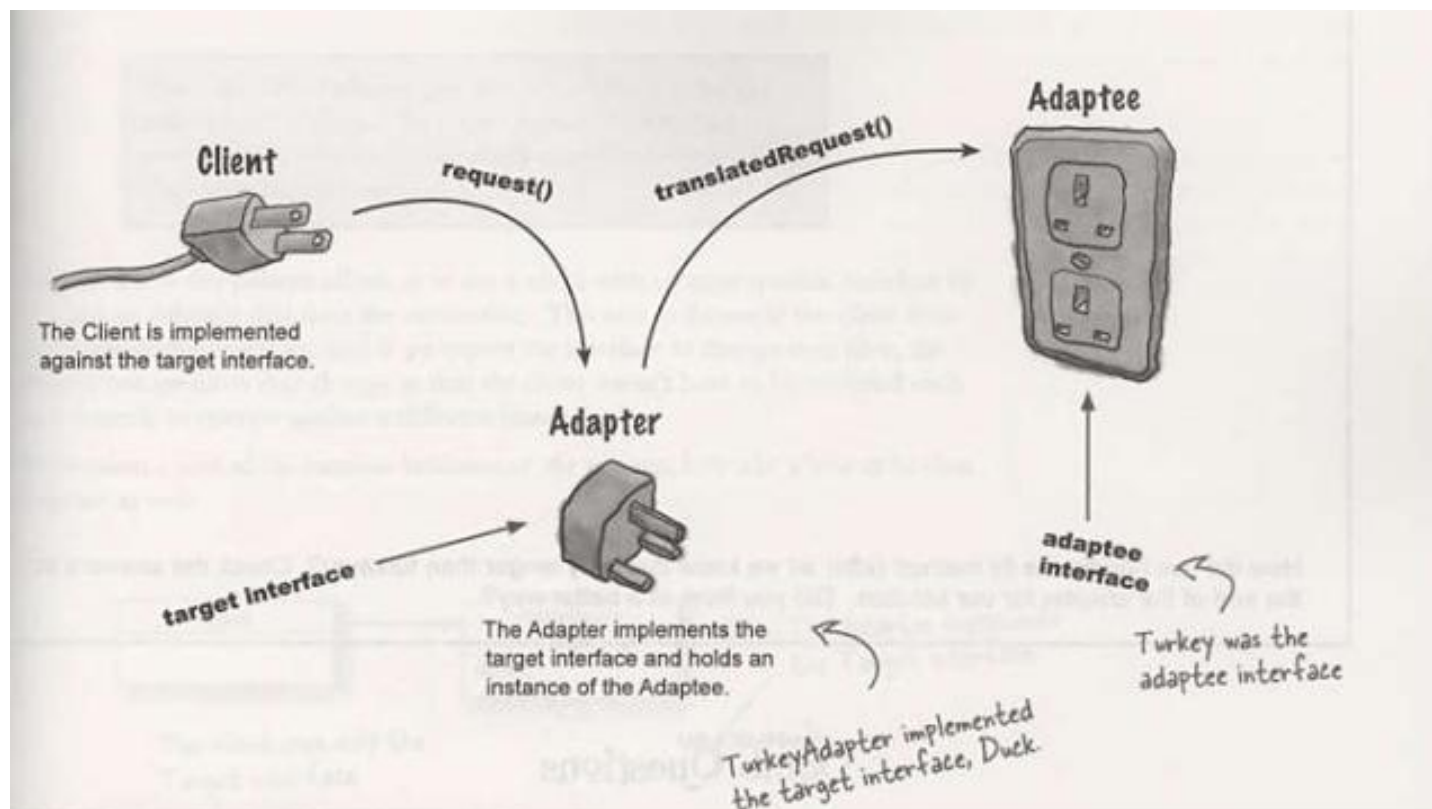 Client
request()
translatedRequest()
Adaptee
The Client is implemented
against the target interface.
Adapter
target interface
The Adapter implements the
target interface and holds an
instance of the Adaptee.
adaptee
interface
Turkey was the
adaptee interface
TurkeyAdapter implemented
the target interface, Duck.